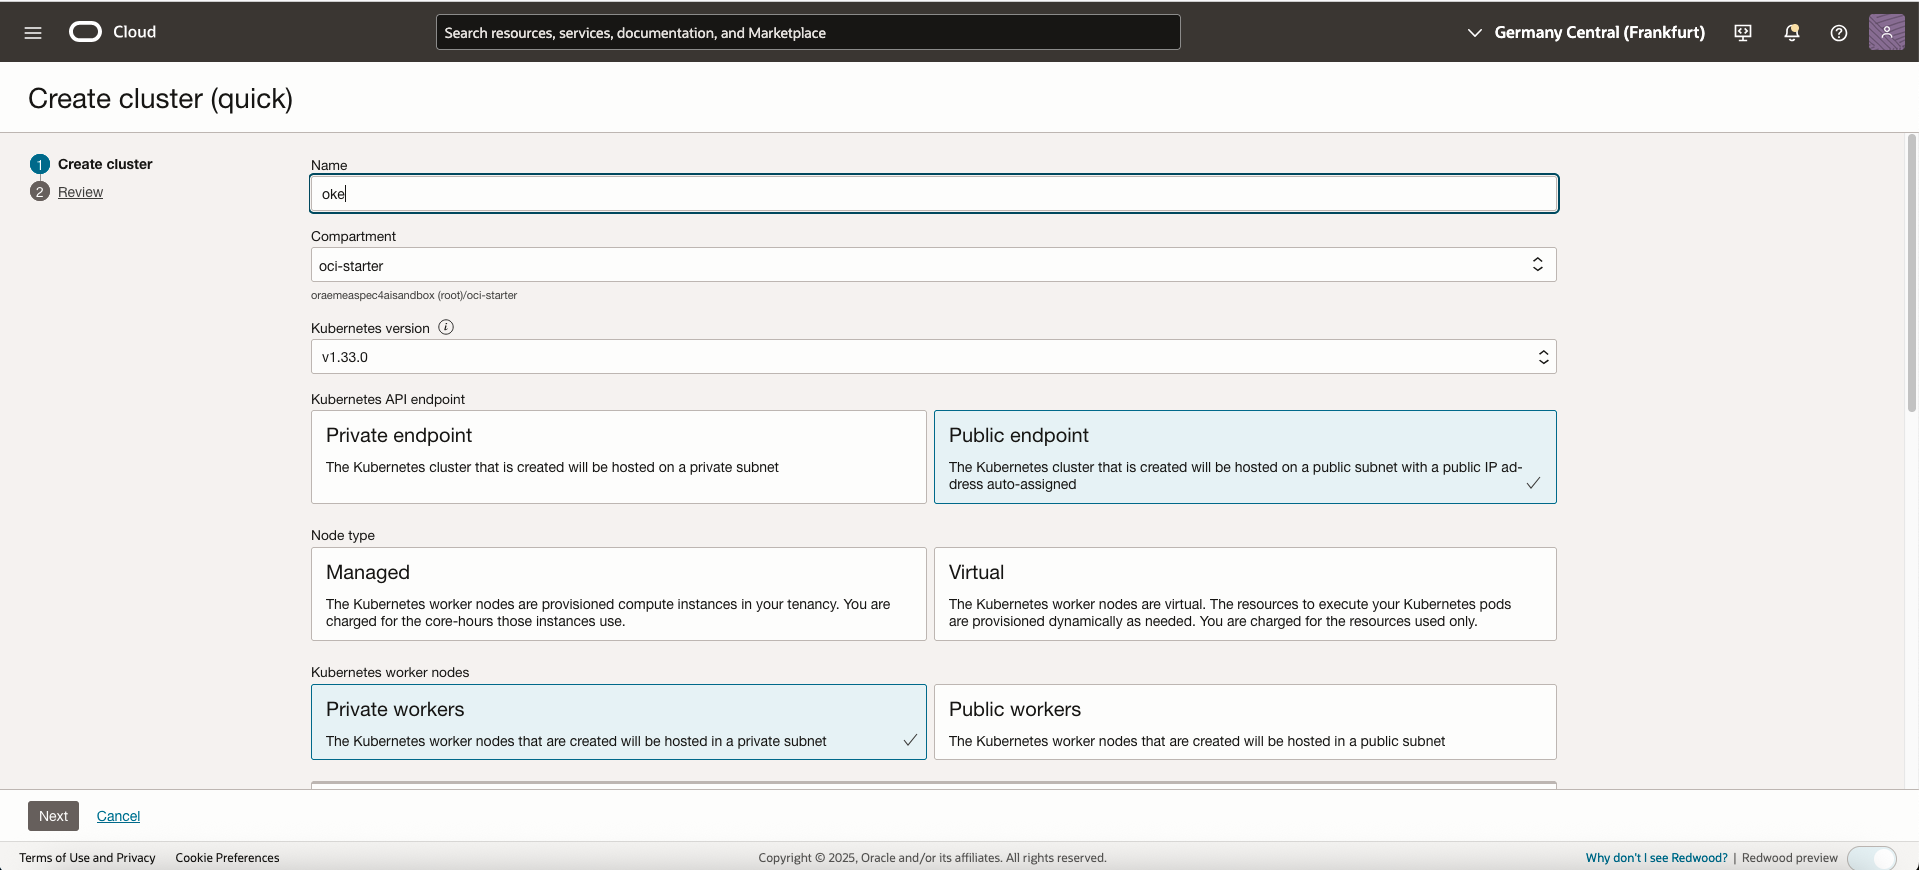 Cloud
Search resources, services, documentation, and Marketplace
Germany Central (Frankfurt)
Create cluster (quick)
1 Create cluster
2 Review
Name
oke
Compartment
oci-starter
oraemeaspec4aisandbox (root)/oci-starter
Kubernetes version
v1.33.0
Kubernetes API endpoint
Private endpoint
The Kubernetes cluster that is created will be hosted on a private subnet
Public endpoint
The Kubernetes cluster that is created will be hosted on a public subnet with a public IP ad-
dress auto-assigned
Node type
Managed
The Kubernetes worker nodes are provisioned compute instances in your tenancy. You are
charged for the core-hours those instances use.
Virtual
The Kubernetes worker nodes are virtual. The resources to execute your Kubernetes pods
are provisioned dynamically as needed. You are charged for the resources used only.
Kubernetes worker nodes
Private workers
The Kubernetes worker nodes that are created will be hosted in a private subnet
Public workers
The Kubernetes worker nodes that are created will be hosted in a public subnet
Next Cancel
Terms of Use and Privacy Cookie Preferences
Copyright © 2025, Oracle and/or its affiliates. All rights reserved.
Why don't I see Redwood? | Redwood preview